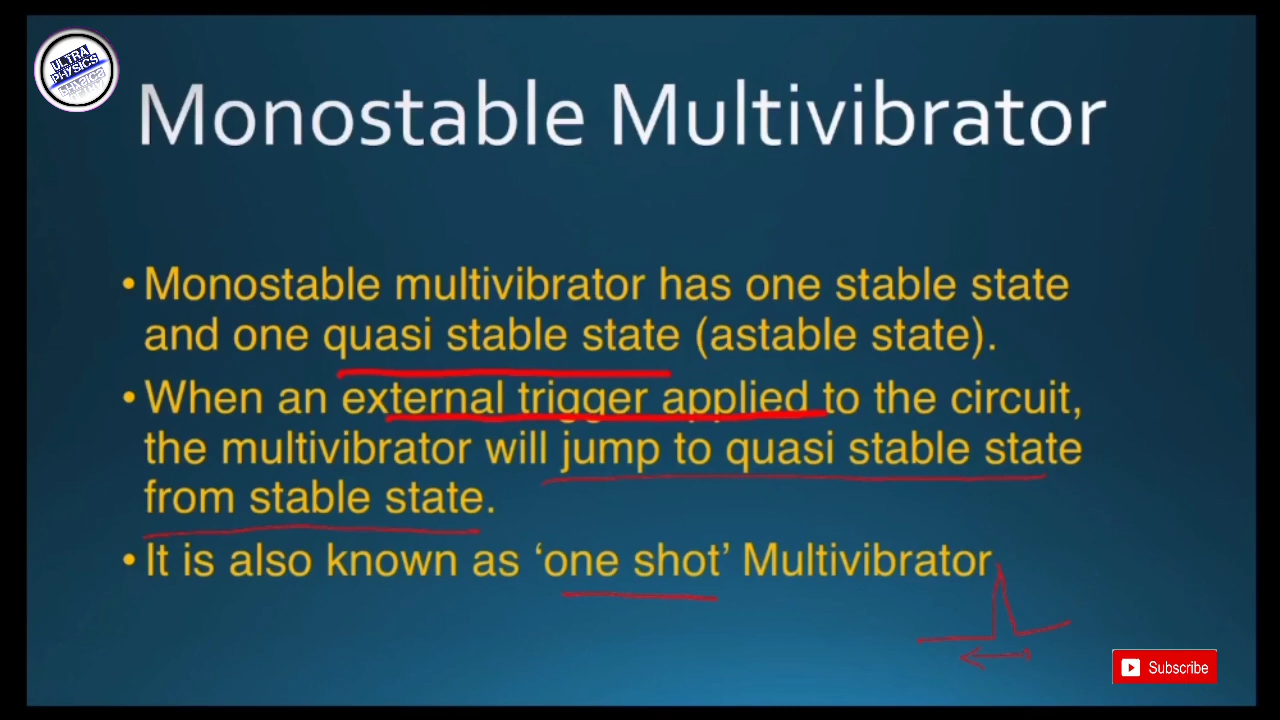 ULTRA
PHYSICS
Monostable Multivibrator
• Monostable multivibrator has one stable state
and one quasi stable state (astable state).
• When an external trigger applied to the circuit,
the multivibrator will jump to quasi stable state
from stable state.
• It is also known as ‘one shot’ Multivibrator
Subscribe